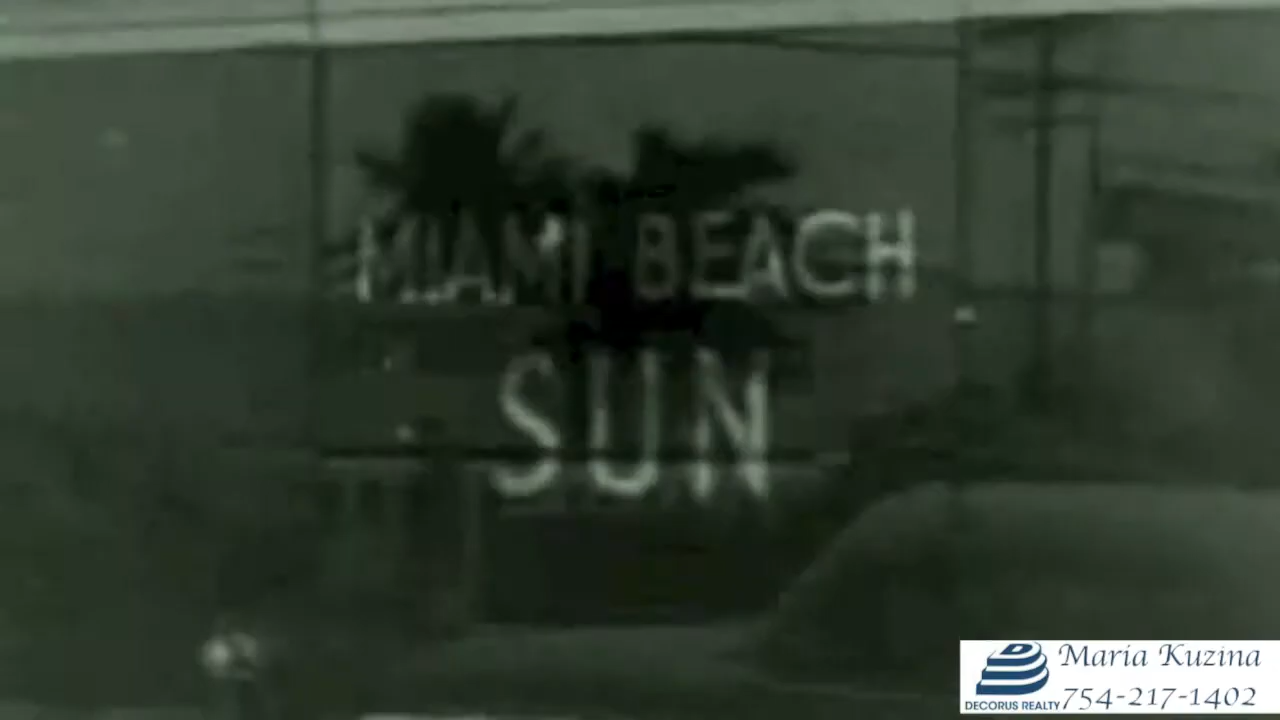 MIAMI BEACH
SUN
Maria Kuzina
DECORUS REALTY
754-217-1402